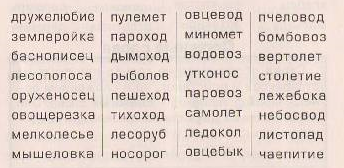 дружелюбие пулемет овцевод пчеловод
землеройка пароход миномет бомбовоз
баснописец дымоход водовоз вертолет
лесополоса рыболов утконос столетие
оруженосец пешеход паровоз лежебока
овощерезка тихоход самолет небосвод
мелколесье лесоруб ледокол листопад
мышеловка носорог овцебык чаепитие